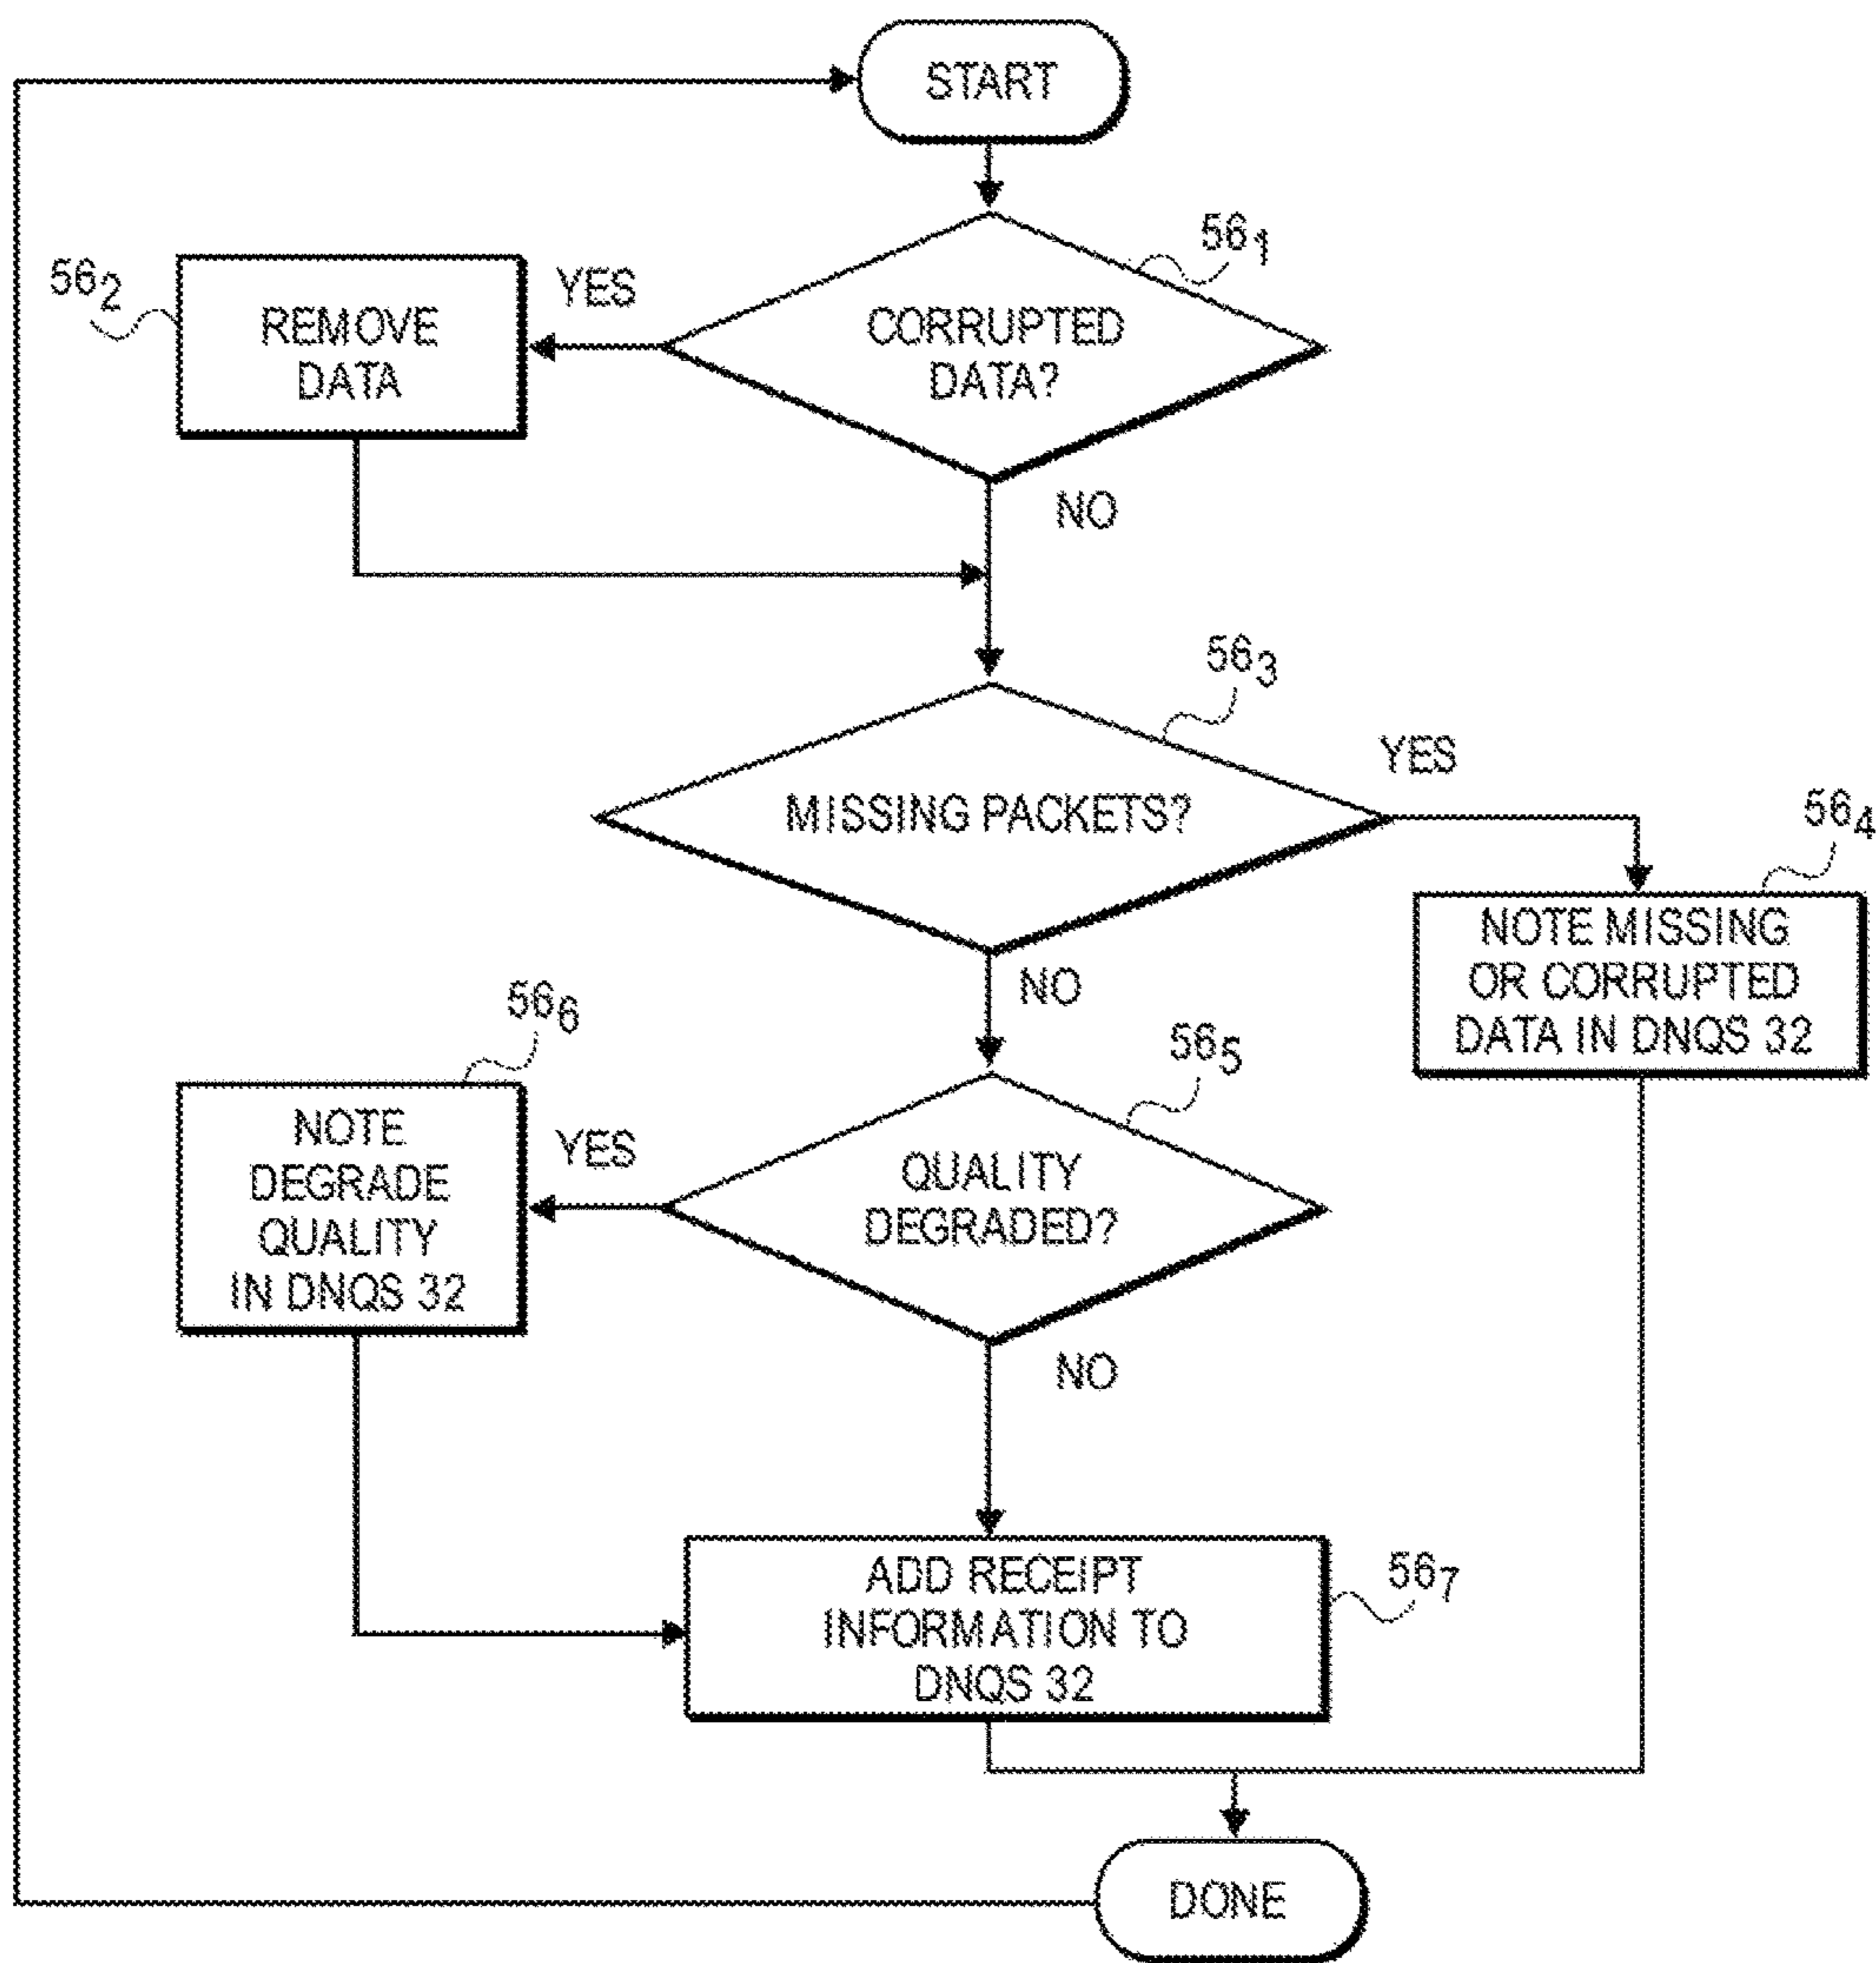 START
56₁
CORRUPTED
DATA?
YES
56₂
REMOVE
DATA
NO
56₃
MISSING PACKETS?
YES
56₄
NOTE MISSING
OR CORRUPTED
DATA IN DNQS 32
NO
56₅
QUALITY
DEGRADED?
YES
56₆
NOTE
DEGRADE
QUALITY
IN DNQS 32
NO
56₇
ADD RECEIPT
INFORMATION TO
DNQS 32
DONE